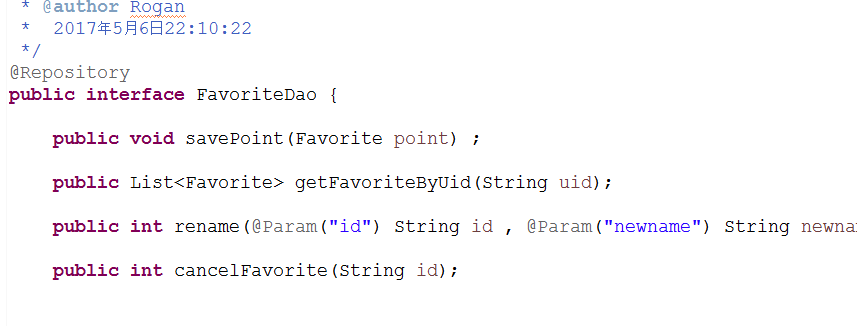 * @author Rogan
* 2017年5月6日22:10:22
*/
@Repository
public interface FavoriteDao {
public void savePoint(Favorite point) ;
public List<Favorite> getFavoriteByUid(String uid);
public int rename(@Param("id") String id , @Param("newname") String newna
public int cancelFavorite(String id);